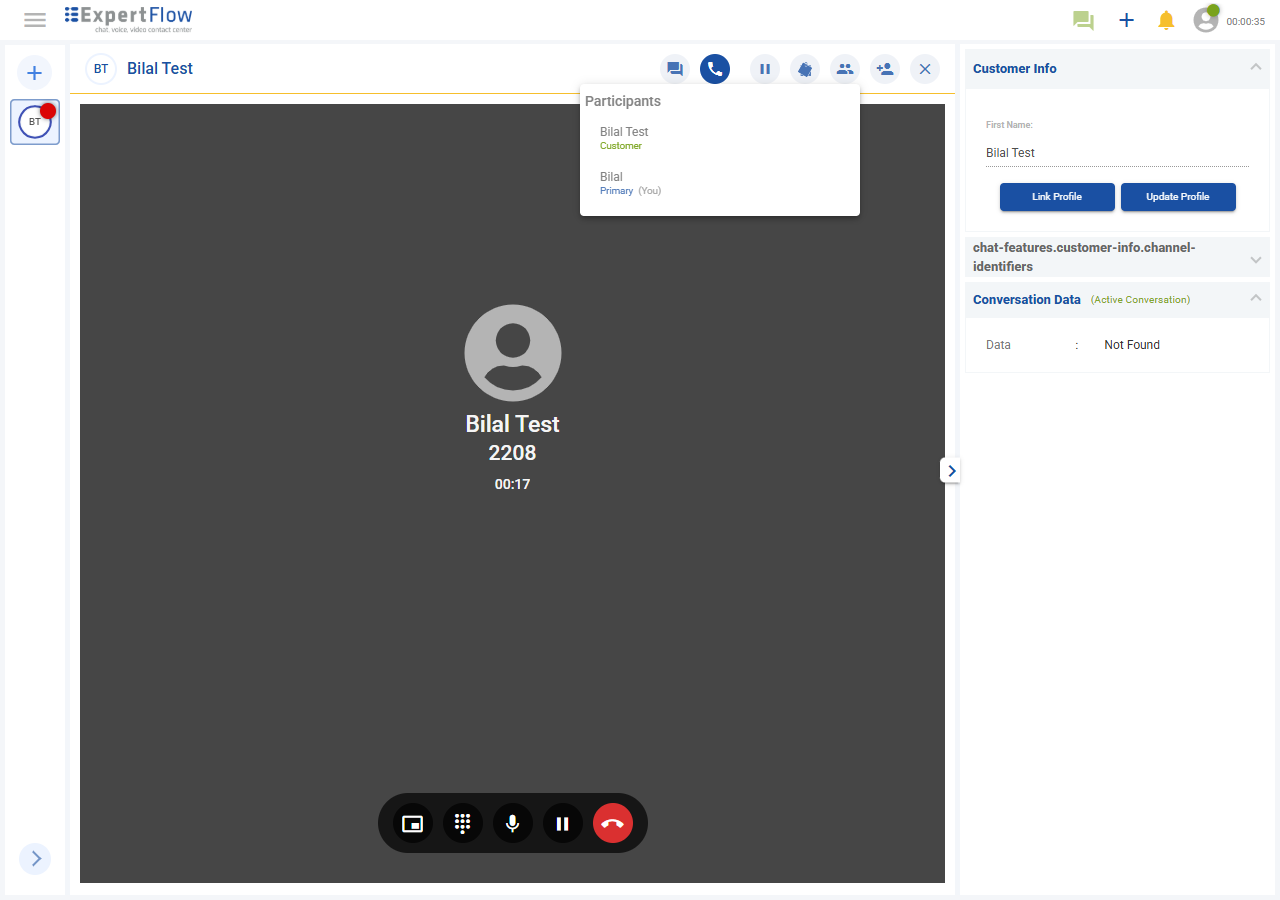 ExpertFlow
chat, voice, video contact center
00:00:35
BT
BT
Bilal Test
Participants
Bilal Test
Customer
Bilal
Primary (You)
Bilal Test
2208
00:17
Customer Info
First Name:
Bilal Test
Link Profile
Update Profile
chat-features.customer-info.channel-
identifiers
Conversation Data (Active Conversation)
Data : Not Found